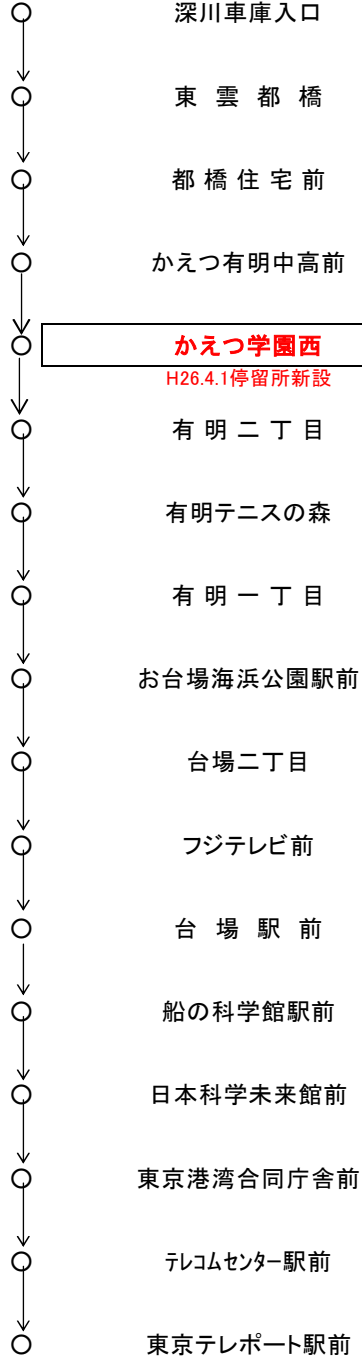 深川車庫入口
東雲都橋
都橋住宅前
かえつ有明中高前
かえつ学園西
H26.4.1停留所新設
有明二丁目
有明テニスの森
有明一丁目
お台場海浜公園駅前
台場二丁目
フジテレビ前
台場駅前
船の科学館駅前
日本科学未来館前
東京港湾合同庁舎前
テレコムセンター駅前
東京テレポート駅前